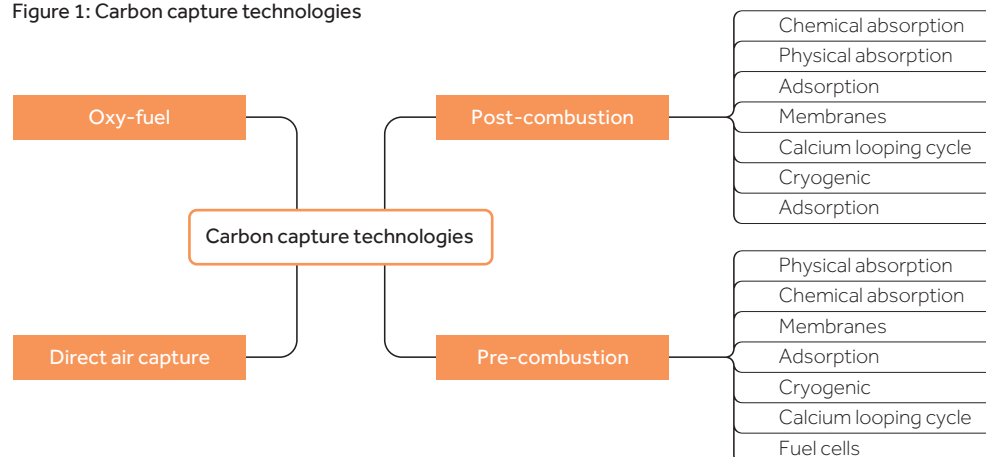 Figure 1: Carbon capture technologies
Oxy-fuel
Direct air capture
Carbon capture technologies
Post-combustion
Chemical absorption
Physical absorption
Adsorption
Membranes
Calcium looping cycle
Cryogenic
Adsorption
Pre-combustion
Physical absorption
Chemical absorption
Membranes
Adsorption
Cryogenic
Calcium looping cycle
Fuel cells